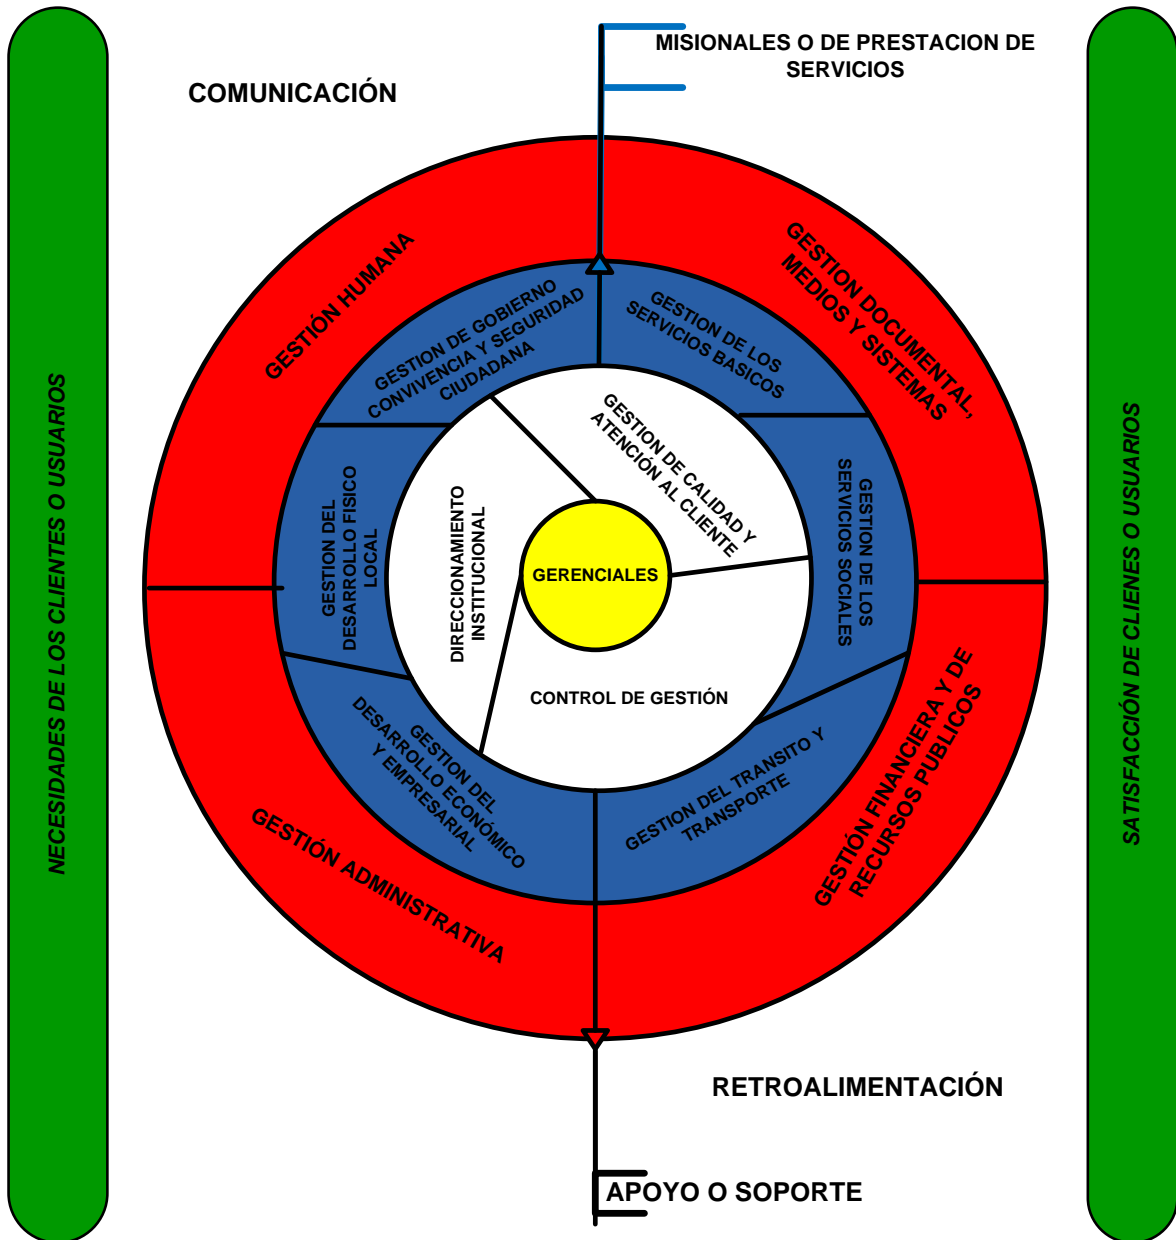 MISIONALES O DE PRESTACION DE
SERVICIOS
COMUNICACIÓN
NECESIDADES DE LOS CLIENTES O USUARIOS
GESTIÓN HUMANA
GESTION DOCUMENTAL,
MEDIOS Y SISTEMAS
GESTION DE GOBIERNO
CONVIVENCIA Y SEGURIDAD
CIUDADANA
GESTION DE LOS
SERVICIOS BASICOS
GESTION DE CALIDAD Y
ATENCIÓN AL CLIENTE
GESTION DEL
DESARROLLO FISICO
LOCAL
DIRECCIONAMIENTO
INSTITUCIONAL
GERENCIALES
GESTION DE LOS
SERVICIOS SOCIALES
CONTROL DE GESTIÓN
GESTION DEL
DESARROLLO ECONÓMICO
Y EMPRESARIAL
GESTION DEL TRANSITO Y
TRANSPORTE
GESTIÓN ADMINISTRATIVA
GESTIÓN FINANCIERA Y DE
RECURSOS PUBLICOS
SATISFACCIÓN DE CLIENES O USUARIOS
RETROALIMENTACIÓN
APOYO O SOPORTE